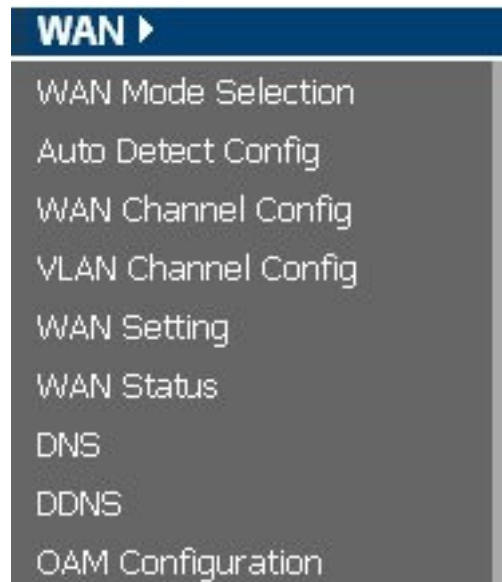 WAN
WAN Mode Selection
Auto Detect Config
WAN Channel Config
VLAN Channel Config
WAN Setting
WAN Status
DNS
DDNS
OAM Configuration